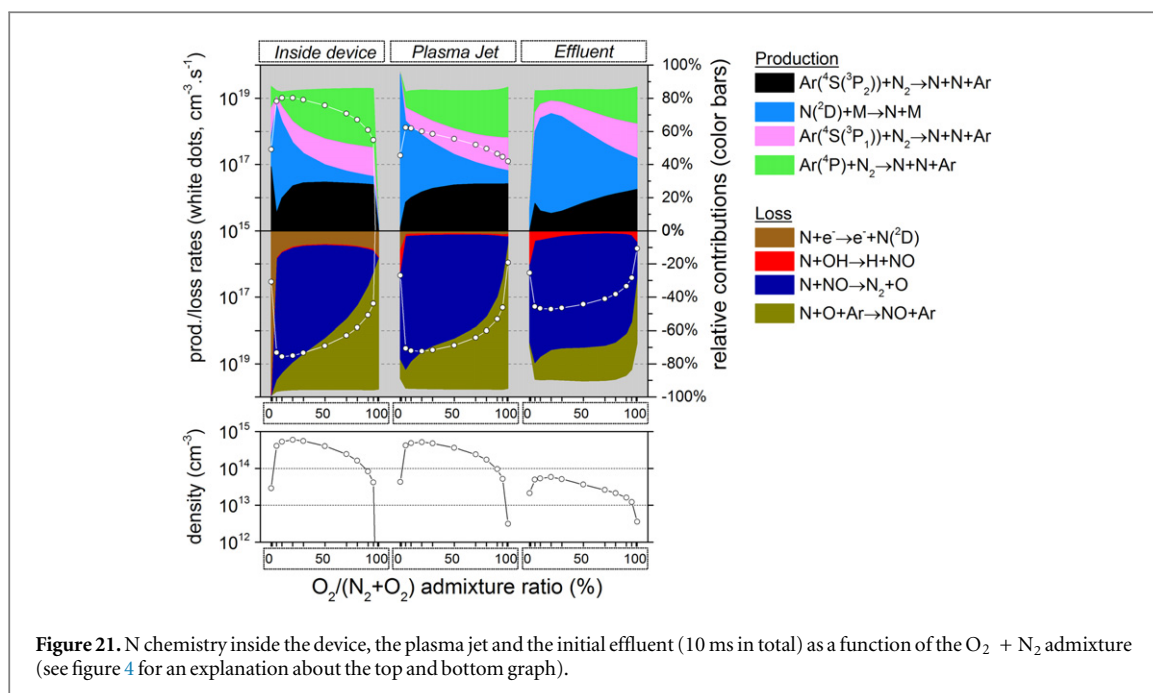 Inside device Plasma Jet Effluent
prod./loss rates (white dots, cm⁻³.s⁻¹)
10¹⁹
10¹⁷
10¹⁵
10¹⁷
10¹⁹
100%
80%
60%
40%
20%
0%
-20%
-40%
-60%
-80%
-100%
relative contributions (color bars)
Production
Ar(⁴S(³P₂))+N₂→N+N+Ar
N(²D)+M→N+M
Ar(⁴S(³P₁))+N₂→N+N+Ar
Ar(⁴P)+N₂→N+N+Ar
Loss
N+e⁻→e⁻+N(²D)
N+OH→H+NO
N+NO→N₂+O
N+O+Ar→NO+Ar
0 50 100 0 50 100 0 50 100
density (cm⁻³)
10¹⁵
10¹⁴
10¹³
10¹²
0 50 100 0 50 100 0 50 100
O₂/(N₂+O₂) admixture ratio (%)
Figure 21. N chemistry inside the device, the plasma jet and the initial effluent (10 ms in total) as a function of the O₂ + N₂ admixture
(see figure 4 for an explanation about the top and bottom graph).